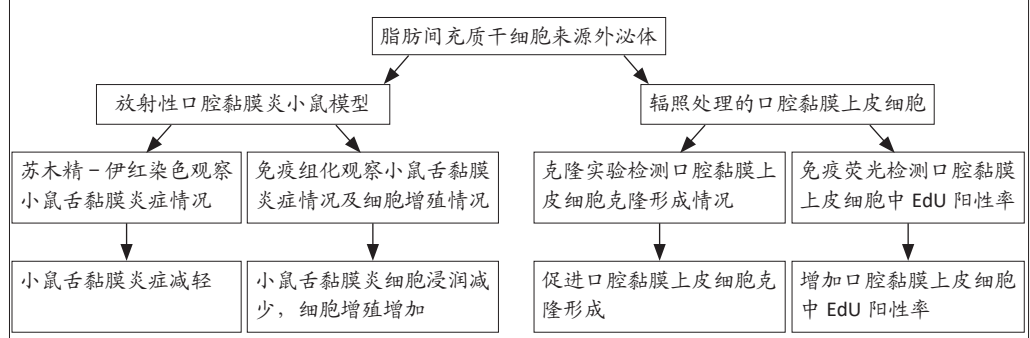 脂肪间充质干细胞来源外泌体
放射性口腔黏膜炎小鼠模型
辐照处理的口腔黏膜上皮细胞
苏木精－伊红染色观察
小鼠舌黏膜炎症情况
免疫组化观察小鼠舌黏膜
炎症情况及细胞增殖情况
克隆实验检测口腔黏膜上
皮细胞克隆形成情况
免疫荧光检测口腔黏膜
上皮细胞中 EdU 阳性率
小鼠舌黏膜炎症减轻
小鼠舌黏膜炎细胞浸润减
少，细胞增殖增加
促进口腔黏膜上皮细胞克
隆形成
增加口腔黏膜上皮细胞
中 EdU 阳性率